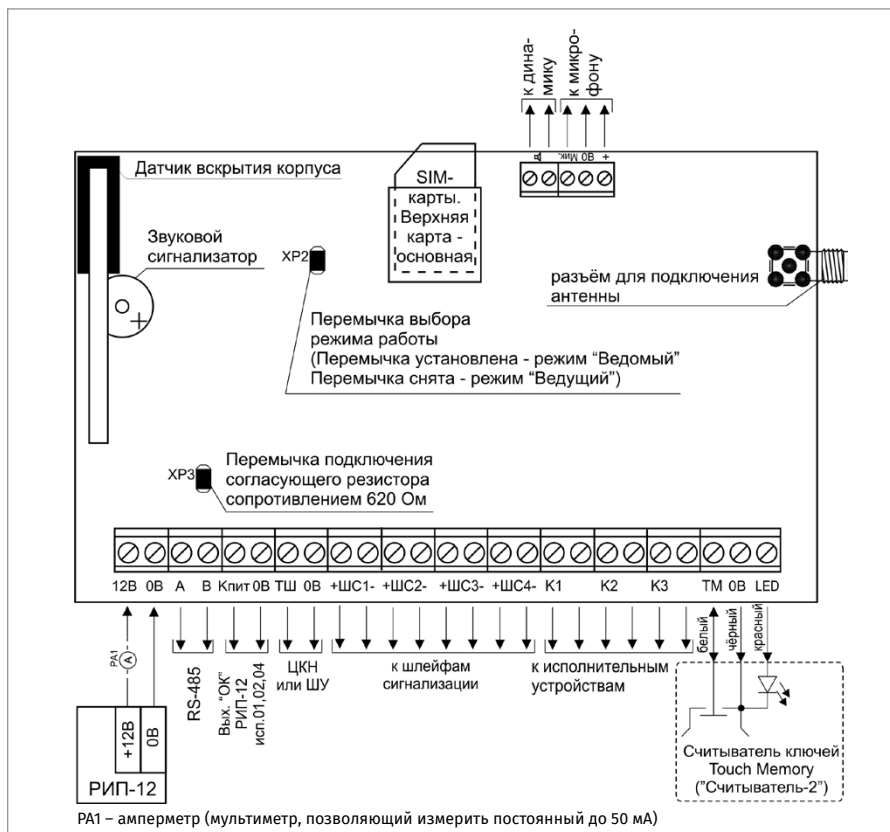 к дина-
мику
к микро-
фону
Д
Мик.
0В
+
Датчик вскрытия корпуса
SIM-
карты.
Верхняя
карта -
основная
Звуковой
сигнализатор
+
XP2
разъём для подключения
антенны
Перемычка выбора
режима работы
(Перемычка установлена - режим “Ведомый”
Перемычка снята - режим “Ведущий”)
XP3
Перемычка подключения
согласующего резистора
сопротивлением 620 Ом
12В 0В A B Кпит 0В ТШ 0В +ШС1- +ШС2- +ШС3- +ШС4- К1 К2 К3 ТМ 0В LED
PA1
A
RS-485
Вых. “ОК”
РИП-12
исп.01,02,04
ЦКН
или ШУ
к шлейфам
сигнализации
к исполнительным
устройствам
белый
чёрный
красный
+12В
0В
РИП-12
Считыватель ключей
Touch Memory
("Считыватель-2")
РА1 – амперметр (мультиметр, позволяющий измерить постоянный до 50 мА)